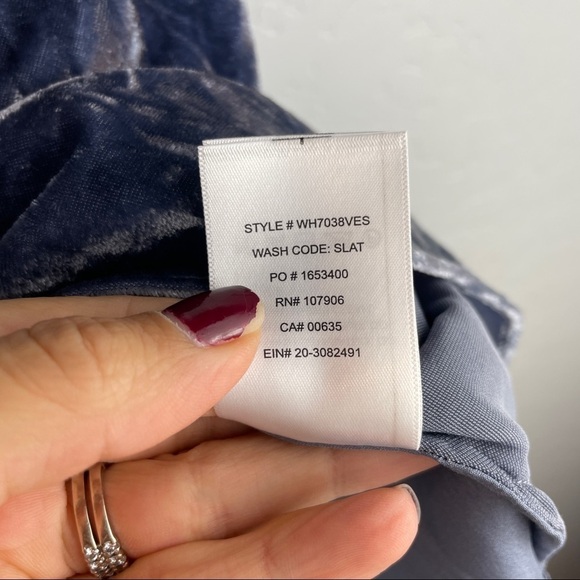 STYLE # WH7038VES
WASH CODE: SLAT
PO # 1653400
RN# 107906
CA# 00635
EIN# 20-3082491